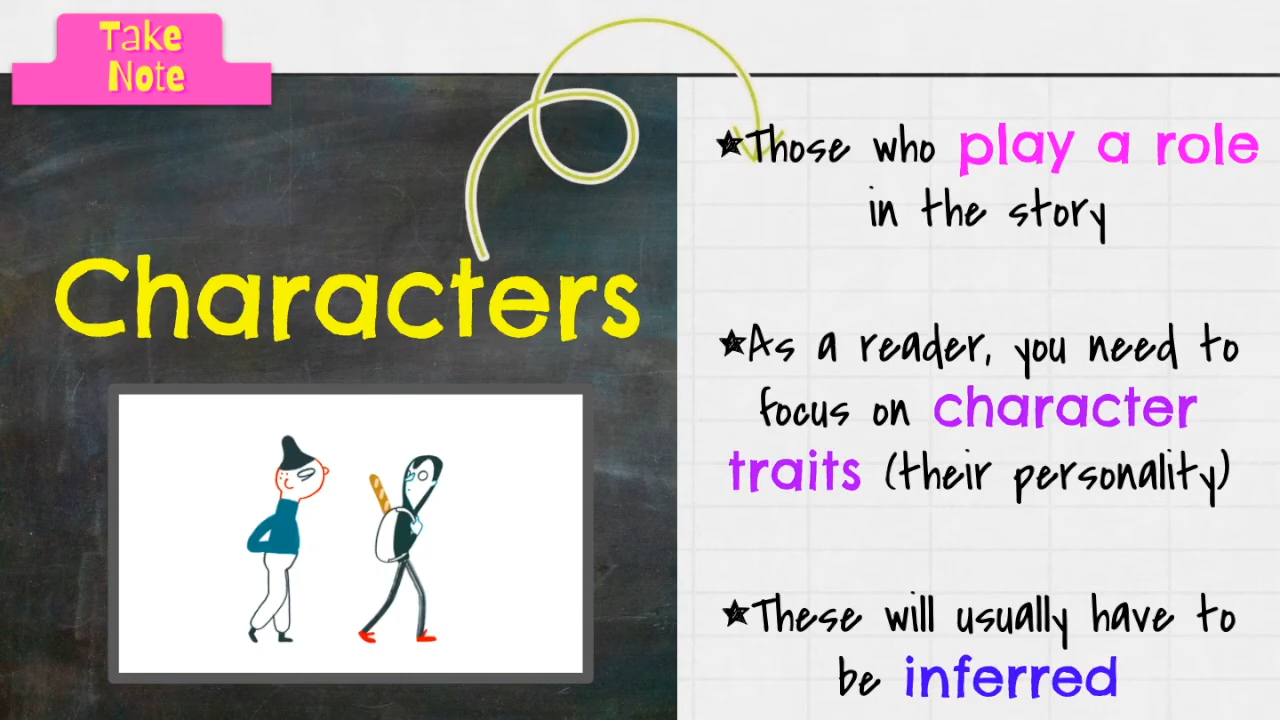 Take
Note
Characters
★Those who play a role
in the story
★As a reader, you need to
focus on character
traits (their personality)
★These will usually have to
be inferred